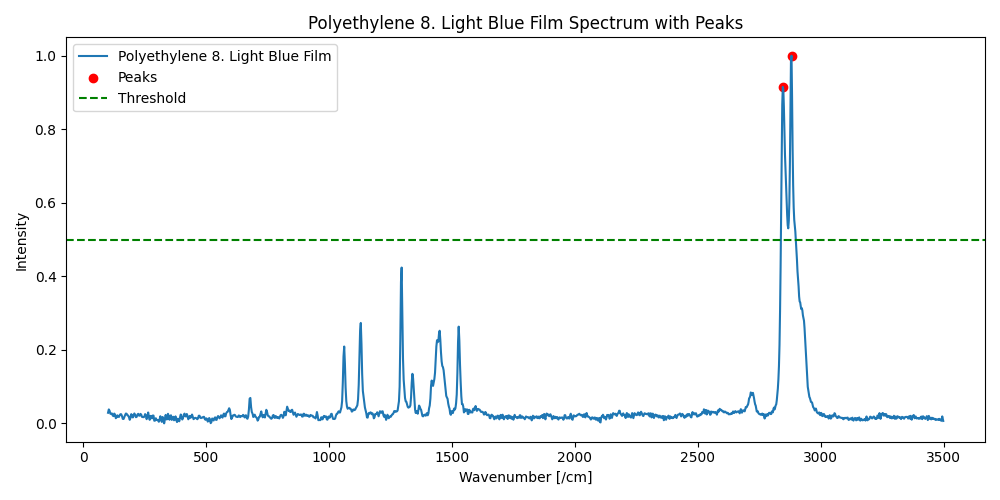 Polyethylene 8. Light Blue Film Spectrum with Peaks
Polyethylene 8. Light Blue Film
Peaks
Threshold
Intensity
1.0
0.8
0.6
0.4
0.2
0.0
0 500 1000 1500 2000 2500 3000 3500
Wavenumber [/cm]